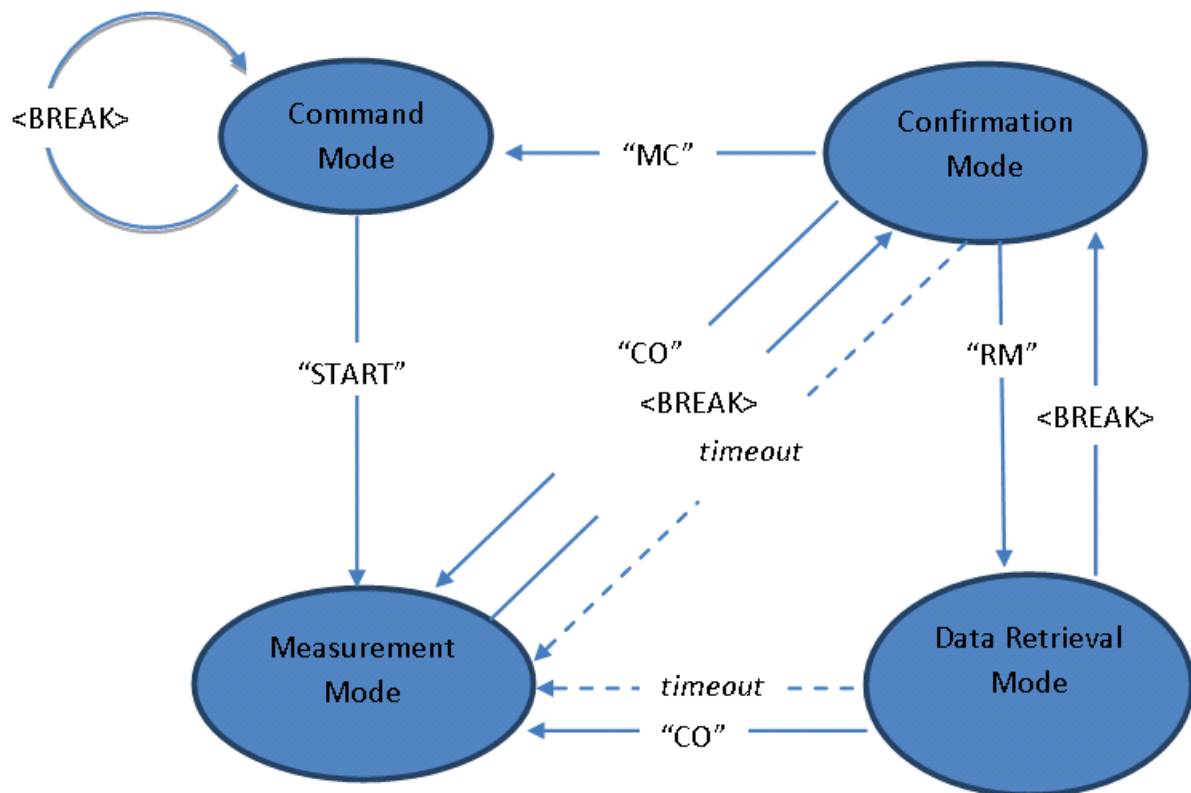 Command
Mode
Confirmation
Mode
<BREAK>
“MC”
“START”
“CO”
<BREAK>
timeout
“RM”
<BREAK>
Measurement
Mode
Data Retrieval
Mode
timeout
“CO”